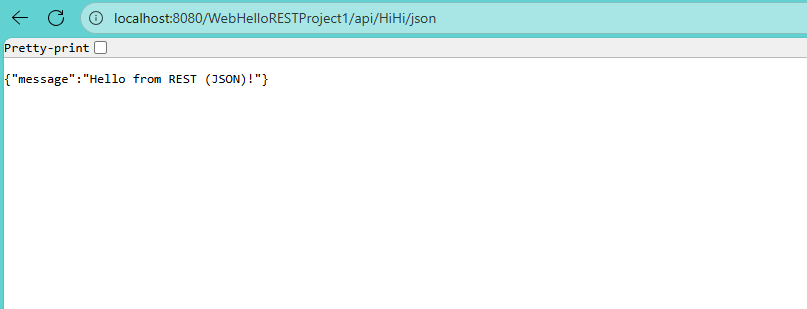 localhost:8080/WebHelloRESTProject1/api/HiHi/json
Pretty-print
{"message":"Hello from REST (JSON)!"}